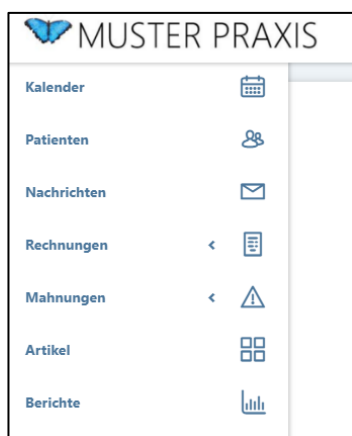 MUSTER PRAXIS
Kalender
Patienten
Nachrichten
Rechnungen
Mahnungen
Artikel
Berichte